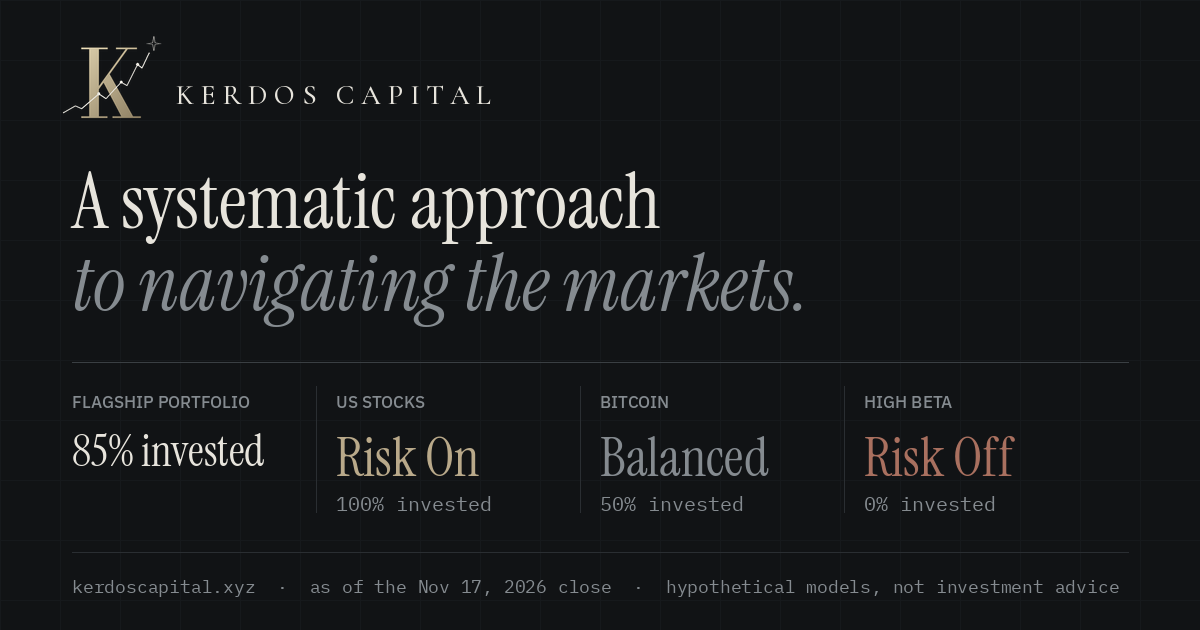 K
KERDOS CAPITAL
A systematic approach
to navigating the markets.
FLAGSHIP PORTFOLIO
85% invested
US STOCKS
Risk On
100% invested
BITCOIN
Balanced
50% invested
HIGH BETA
Risk Off
0% invested
kerdoscapital.xyz · as of the Nov 17, 2026 close · hypothetical models, not investment advice